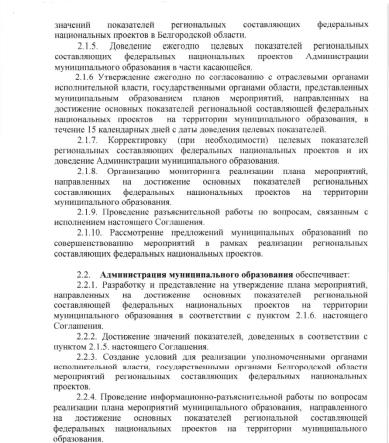 значений показателей региональных составляющих федеральных
национальных проектов в Белгородской области.
2.1.5. Доведение ежегодно целевых показателей региональных
составляющих федеральных национальных проектов Администрации
муниципального образования в части касающейся.
2.1.6 Утверждение ежегодно по согласованию с отраслевыми органами
исполнительной власти, государственными органами области, представленных
муниципальным образованием планов мероприятий, направленных на
достижение основных показателей региональной составляющей федеральных
национальных проектов на территории муниципального образования, в
течение 15 календарных дней с даты доведения целевых показателей.
2.1.7. Корректировку (при необходимости) целевых показателей
региональных составляющих федеральных национальных проектов и их
доведение Администрации муниципального образования.
2.1.8. Организацию мониторинга реализации плана мероприятий,
направленных на достижение основных показателей региональных
составляющих федеральных национальных проектов на территории
муниципального образования.
2.1.9. Проведение разъяснительной работы по вопросам, связанным с
исполнением настоящего Соглашения.
2.1.10. Рассмотрение предложений муниципальных образований по
совершенствованию мероприятий в рамках реализации региональных
составляющих федеральных национальных проектов.
2.2. Администрация муниципального образования обеспечивает:
2.2.1. Разработку и представление на утверждение плана мероприятий,
направленных на достижение основных показателей региональной
составляющей федеральных национальных проектов на территории
муниципального образования в соответствии с пунктом 2.1.6. настоящего
Соглашения.
2.2.2. Достижение значений показателей, доведенных в соответствии с
пунктом 2.1.5. настоящего Соглашения.
2.2.3. Создание условий для реализации уполномоченными органами
исполнительной власти, государственными органами Белгородской области
мероприятий региональных составляющих федеральных национальных
проектов.
2.2.4. Проведение информационно-разъяснительной работы по вопросам
реализации плана мероприятий муниципального образования, направленного
на достижение основных показателей региональной составляющей
федеральных национальных проектов на территории муниципального
образования.